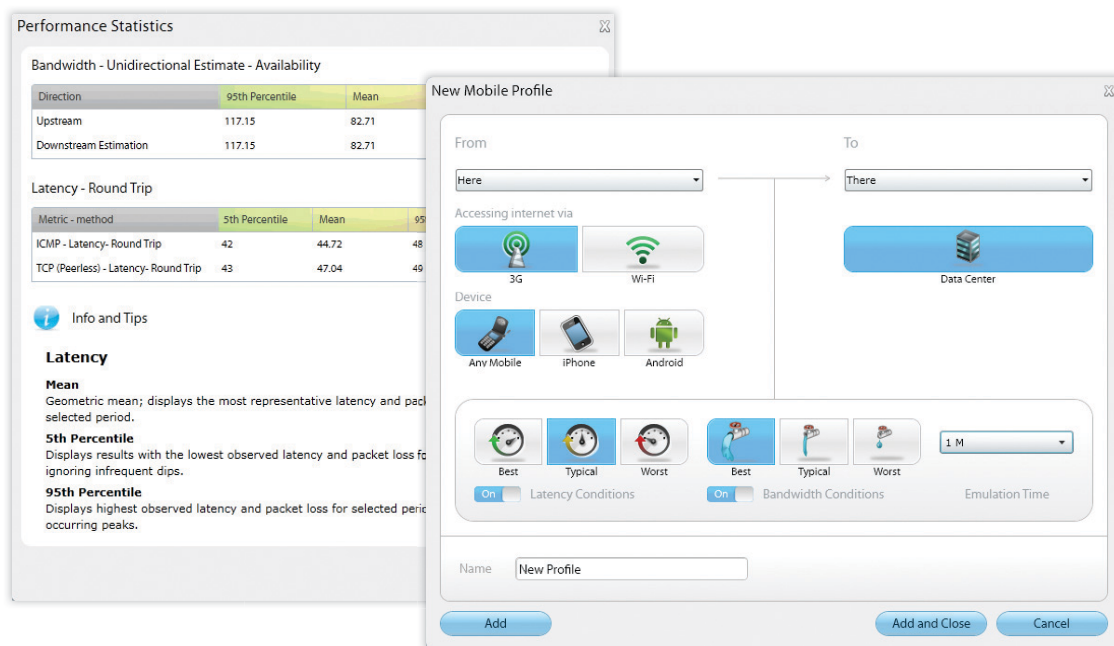 Performance Statistics
Bandwidth - Unidirectional Estimate - Availability
Direction 95th Percentile Mean
Upstream 117.15 82.71
Downstream Estimation 117.15 82.71
Latency - Round Trip
Metric - method 5th Percentile Mean 95
ICMP - Latency- Round Trip 42 44.72 48
TCP (Peerless) - Latency- Round Trip 43 47.04 49
Info and Tips
Latency
Mean
Geometric mean; displays the most representative latency and pack
selected period.
5th Percentile
Displays results with the lowest observed latency and packet loss fo
ignoring infrequent dips.
95th Percentile
Displays highest observed latency and packet loss for selected peric
occurring peaks.
New Mobile Profile
From To
Here There
Accessing internet via
3G Wi-Fi
Data Center
Device
Any Mobile iPhone Android
Best Typical Worst Best Typical Worst 1 M
On Latency Conditions On Bandwidth Conditions Emulation Time
Name New Profile
Add Add and Close Cancel